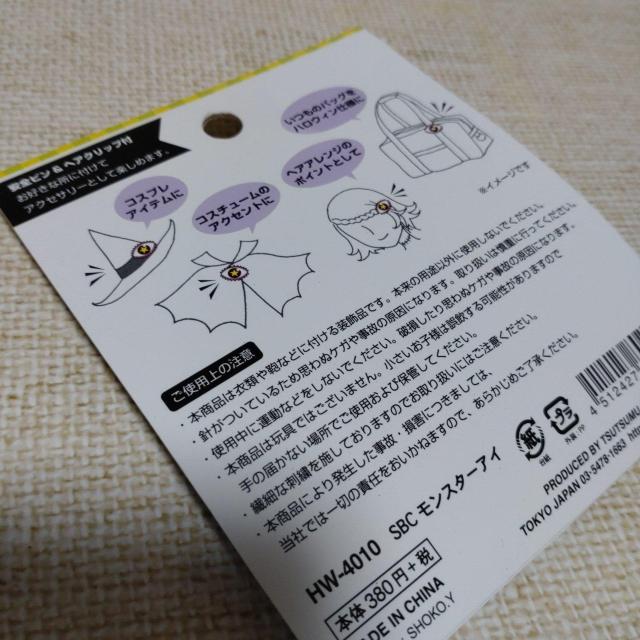 安全ピン&ヘアクリップ付
お好きな所に付けて
アクセサリーとして楽しめます。
コスプレ
アイテムに
コスチュームの
アクセントに
ヘアアレンジの
ポイントとして
いつものバッグを
ハロウィン仕様に
※イメージです
ご使用上の注意
・本商品は衣類や鞄などに付ける装飾品です。本来の用途以外に使用しないでください。
・針がついているため思わぬケガや事故の原因になります。取り扱いは慎重に行ってください。
・使用中に運動などをしないでください。破損したり思わぬケガや事故の原因になります。
・本商品は玩具ではございません。小さいお子様は誤飲する可能性がありますので
手の届かない場所でご使用および保管してください。
・繊細な刺繍を施しておりますのでお取り扱いにはご注意ください。
・本商品により発生した事故、損害につきましては、
当社では一切の責任をおいかねますので、あらかじめご了承ください。
HW-4010 SBC モンスターアイ
本体380円+税
MADE IN CHINA
SHOKO.Y
4 512421
紙
台紙
プラ
外装:PP
PRODUCED BY
TOKYO JAPAN 03-5479-1682